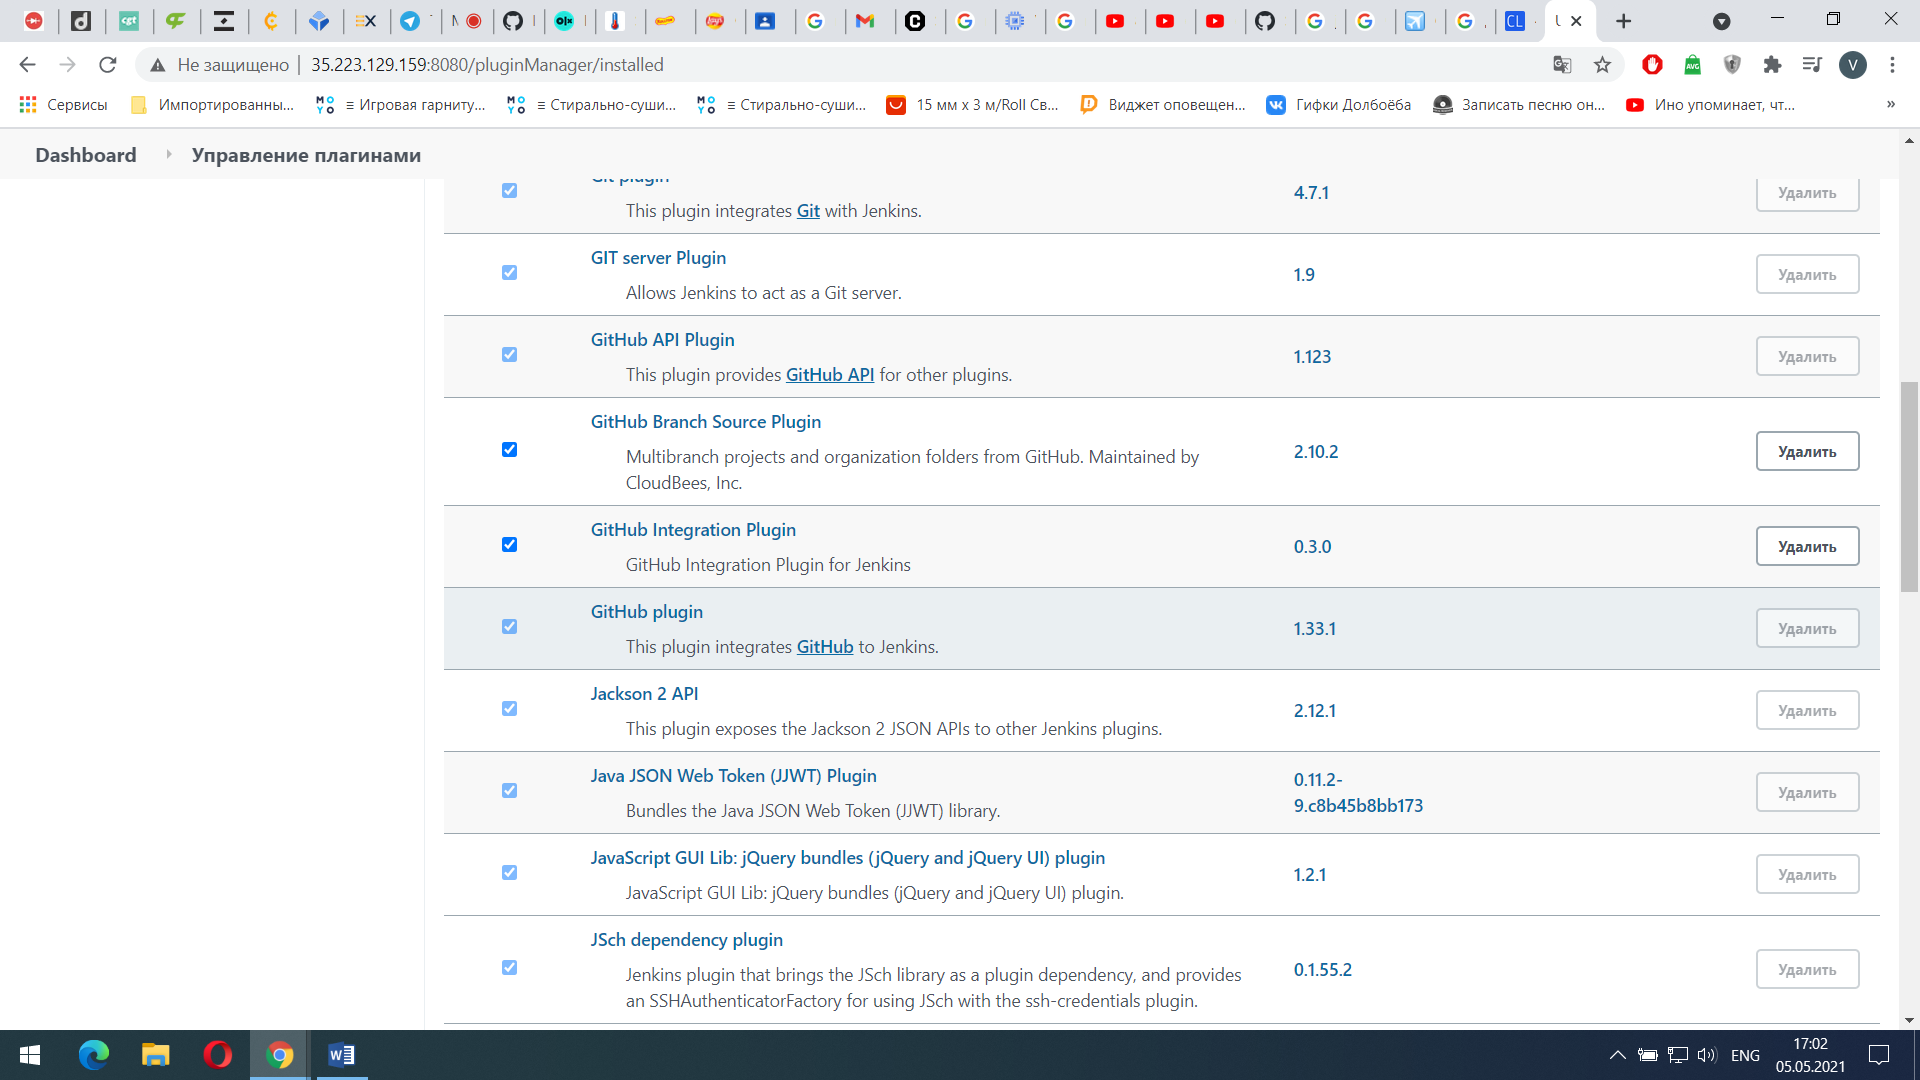 Не защищено
35.223.129.159:8080/pluginManager/installed
V
Сервисы
Импортированны...
≡ Игровая гарниту...
≡ Стирально-суши...
≡ Стирально-суши...
15 мм x 3 м/Roll Св...
Виджет оповещен...
Гифки Долбоёба
Записать песню он...
Ино упоминает, чт...
»
Dashboard
Управление плагинами
Git plugin
This plugin integrates Git with Jenkins.
4.7.1
Удалить
GIT server Plugin
Allows Jenkins to act as a Git server.
1.9
Удалить
GitHub API Plugin
This plugin provides GitHub API for other plugins.
1.123
Удалить
GitHub Branch Source Plugin
Multibranch projects and organization folders from GitHub. Maintained by
CloudBees, Inc.
2.10.2
Удалить
GitHub Integration Plugin
GitHub Integration Plugin for Jenkins
0.3.0
Удалить
GitHub plugin
This plugin integrates GitHub to Jenkins.
1.33.1
Удалить
Jackson 2 API
This plugin exposes the Jackson 2 JSON APIs to other Jenkins plugins.
2.12.1
Удалить
Java JSON Web Token (JJWT) Plugin
Bundles the Java JSON Web Token (JJWT) library.
0.11.2-
9.c8b45b8bb173
Удалить
JavaScript GUI Lib: jQuery bundles (jQuery and jQuery UI) plugin
JavaScript GUI Lib: jQuery bundles (jQuery and jQuery UI) plugin.
1.2.1
Удалить
JSch dependency plugin
Jenkins plugin that brings the JSch library as a plugin dependency, and provides
an SSHAuthenticatorFactory for using JSch with the ssh-credentials plugin.
0.1.55.2
Удалить
ENG
17:02
05.05.2021